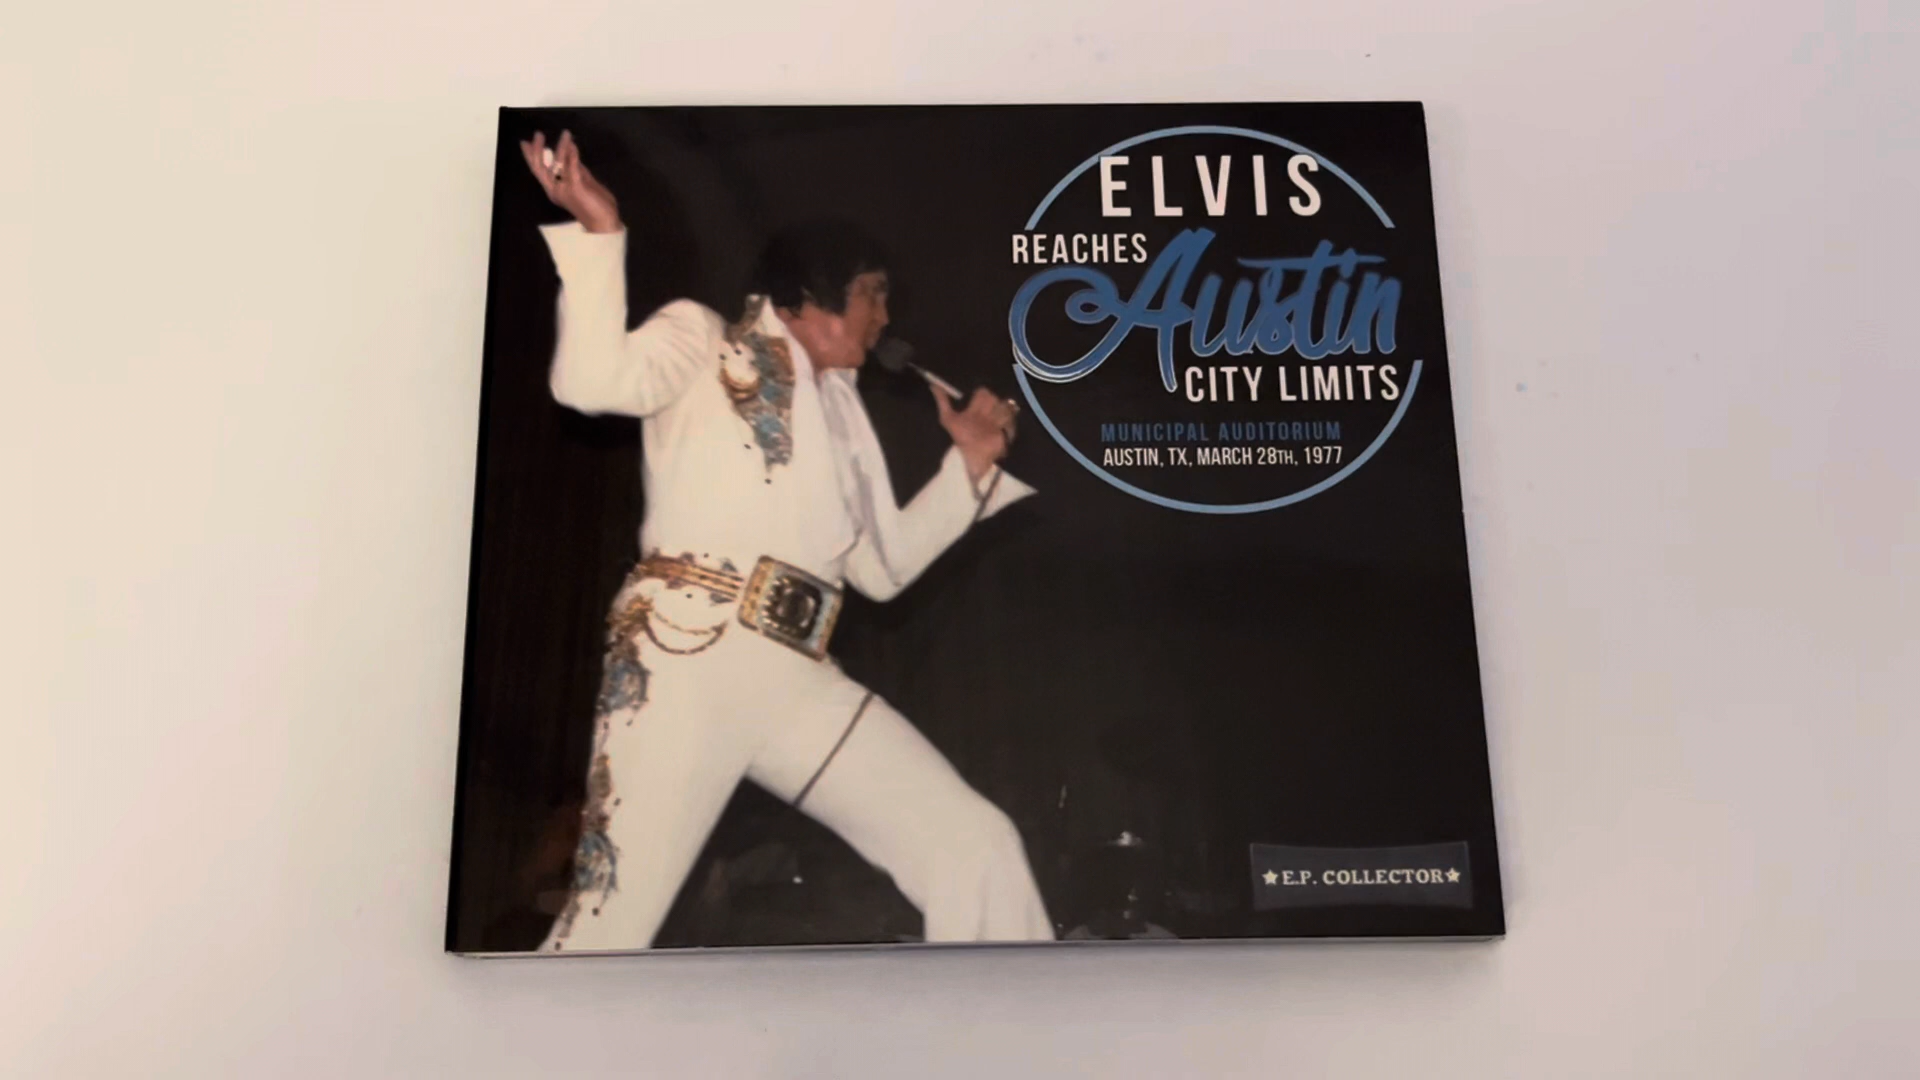 ELVIS
REACHES
Austin
CITY LIMITS
MUNICIPAL AUDITORIUM
AUSTIN, TX, MARCH 28TH, 1977
★E.P. COLLECTOR★